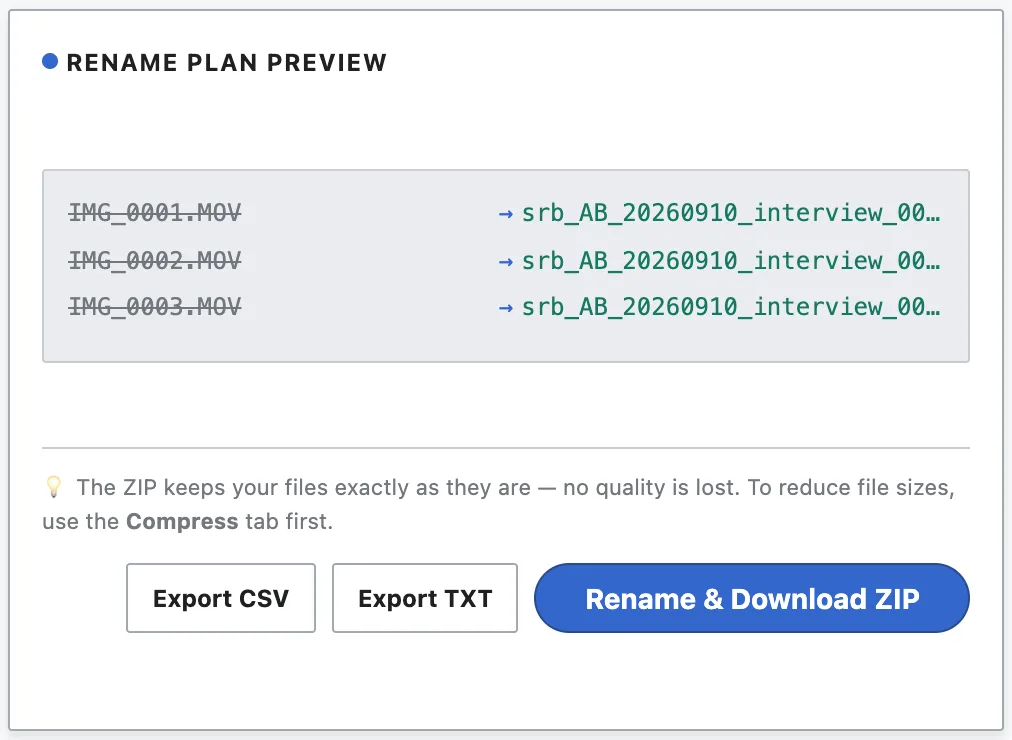 RENAME PLAN PREVIEW
IMG_0001.MOV → srb_AB_20260910_interview_00…
IMG_0002.MOV → srb_AB_20260910_interview_00…
IMG_0003.MOV → srb_AB_20260910_interview_00…
💡 The ZIP keeps your files exactly as they are — no quality is lost. To reduce file sizes,
use the Compress tab first.
Export CSV Export TXT Rename & Download ZIP